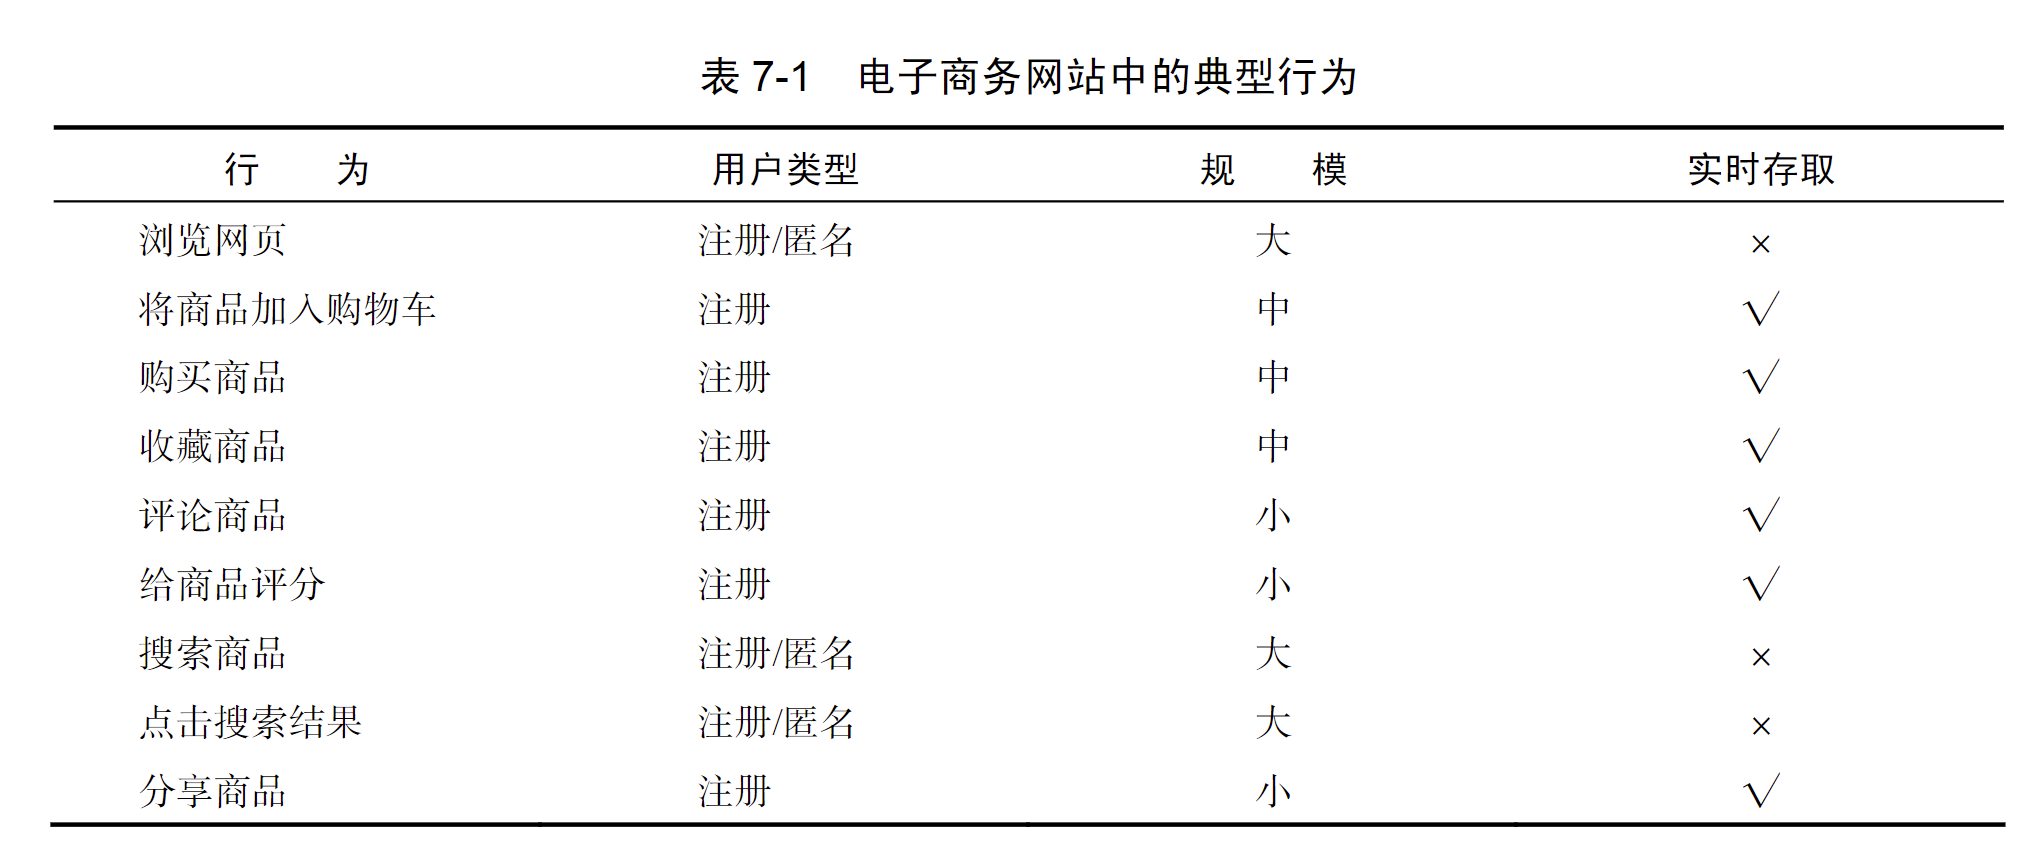 表 7-1 电子商务网站中的典型行为
行 为 用户类型 规 模 实时存取
浏览网页 注册/匿名 大 ×
将商品加入购物车 注册 中 √
购买商品 注册 中 √
收藏商品 注册 中 √
评论商品 注册 小 √
给商品评分 注册 小 √
搜索商品 注册/匿名 大 ×
点击搜索结果 注册/匿名 大 ×
分享商品 注册 小 √